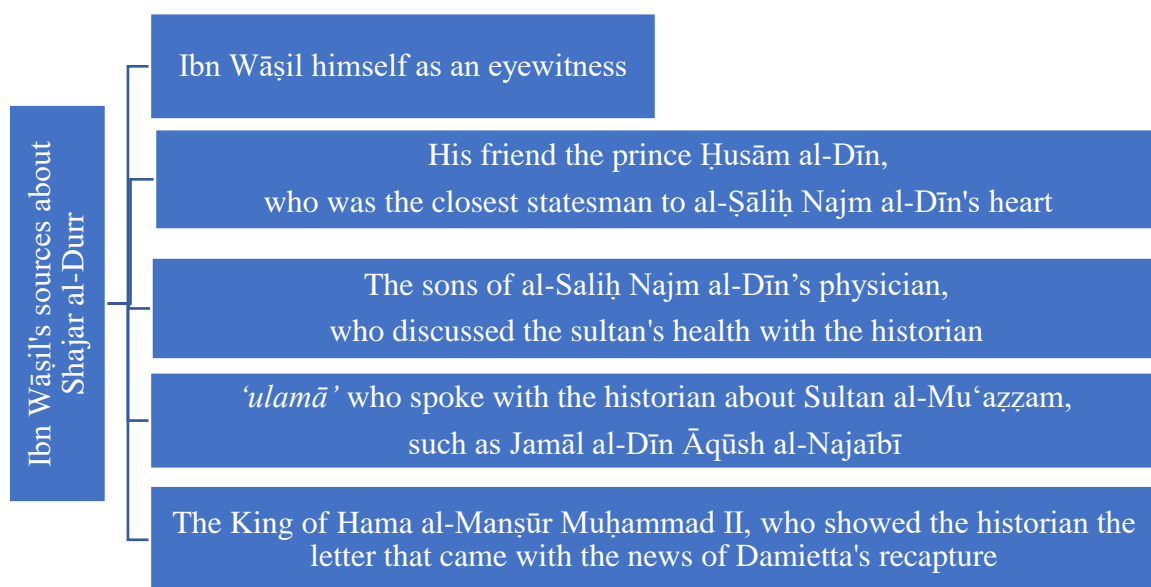 Ibn Wāṣil's sources about
Shajar al-Durr
Ibn Wāṣil himself as an eyewitness
His friend the prince Ḥusām al-Dīn,
who was the closest statesman to al-Ṣāliḥ Najm al-Dīn's heart
The sons of al-Saliḥ Najm al-Dīn’s physician,
who discussed the sultan's health with the historian
‘ulamā’ who spoke with the historian about Sultan al-Mu‘aẓẓam,
such as Jamāl al-Dīn Āqūsh al-Najaībī
The King of Hama al-Manṣūr Muḥammad II, who showed the historian the
letter that came with the news of Damietta's recapture